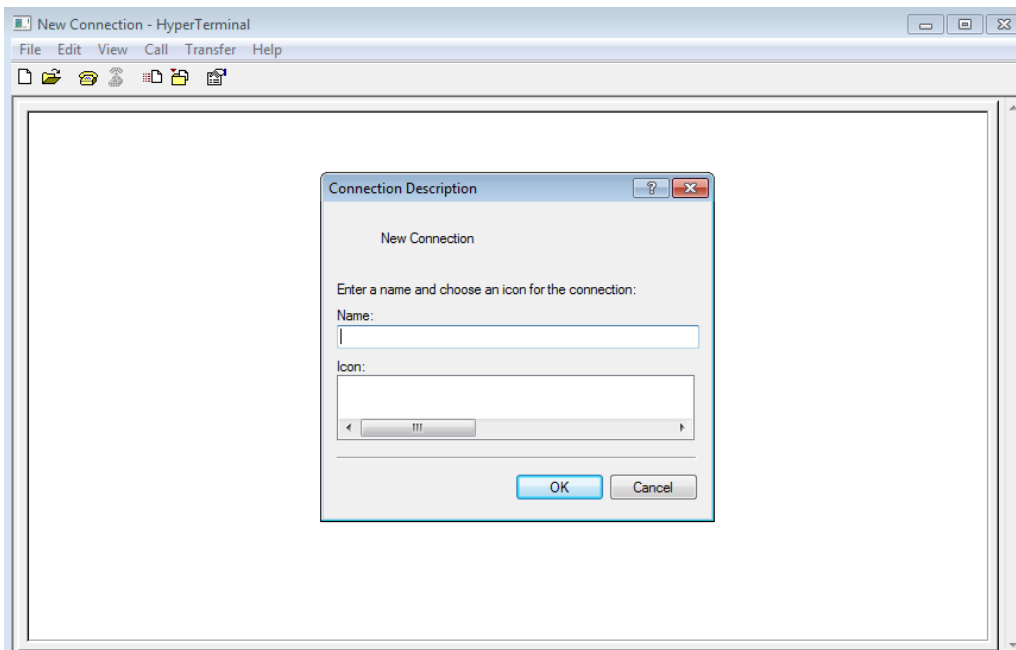 New Connection - HyperTerminal
File Edit View Call Transfer Help
Connection Description
New Connection
Enter a name and choose an icon for the connection:
Name:
Icon:
OK Cancel